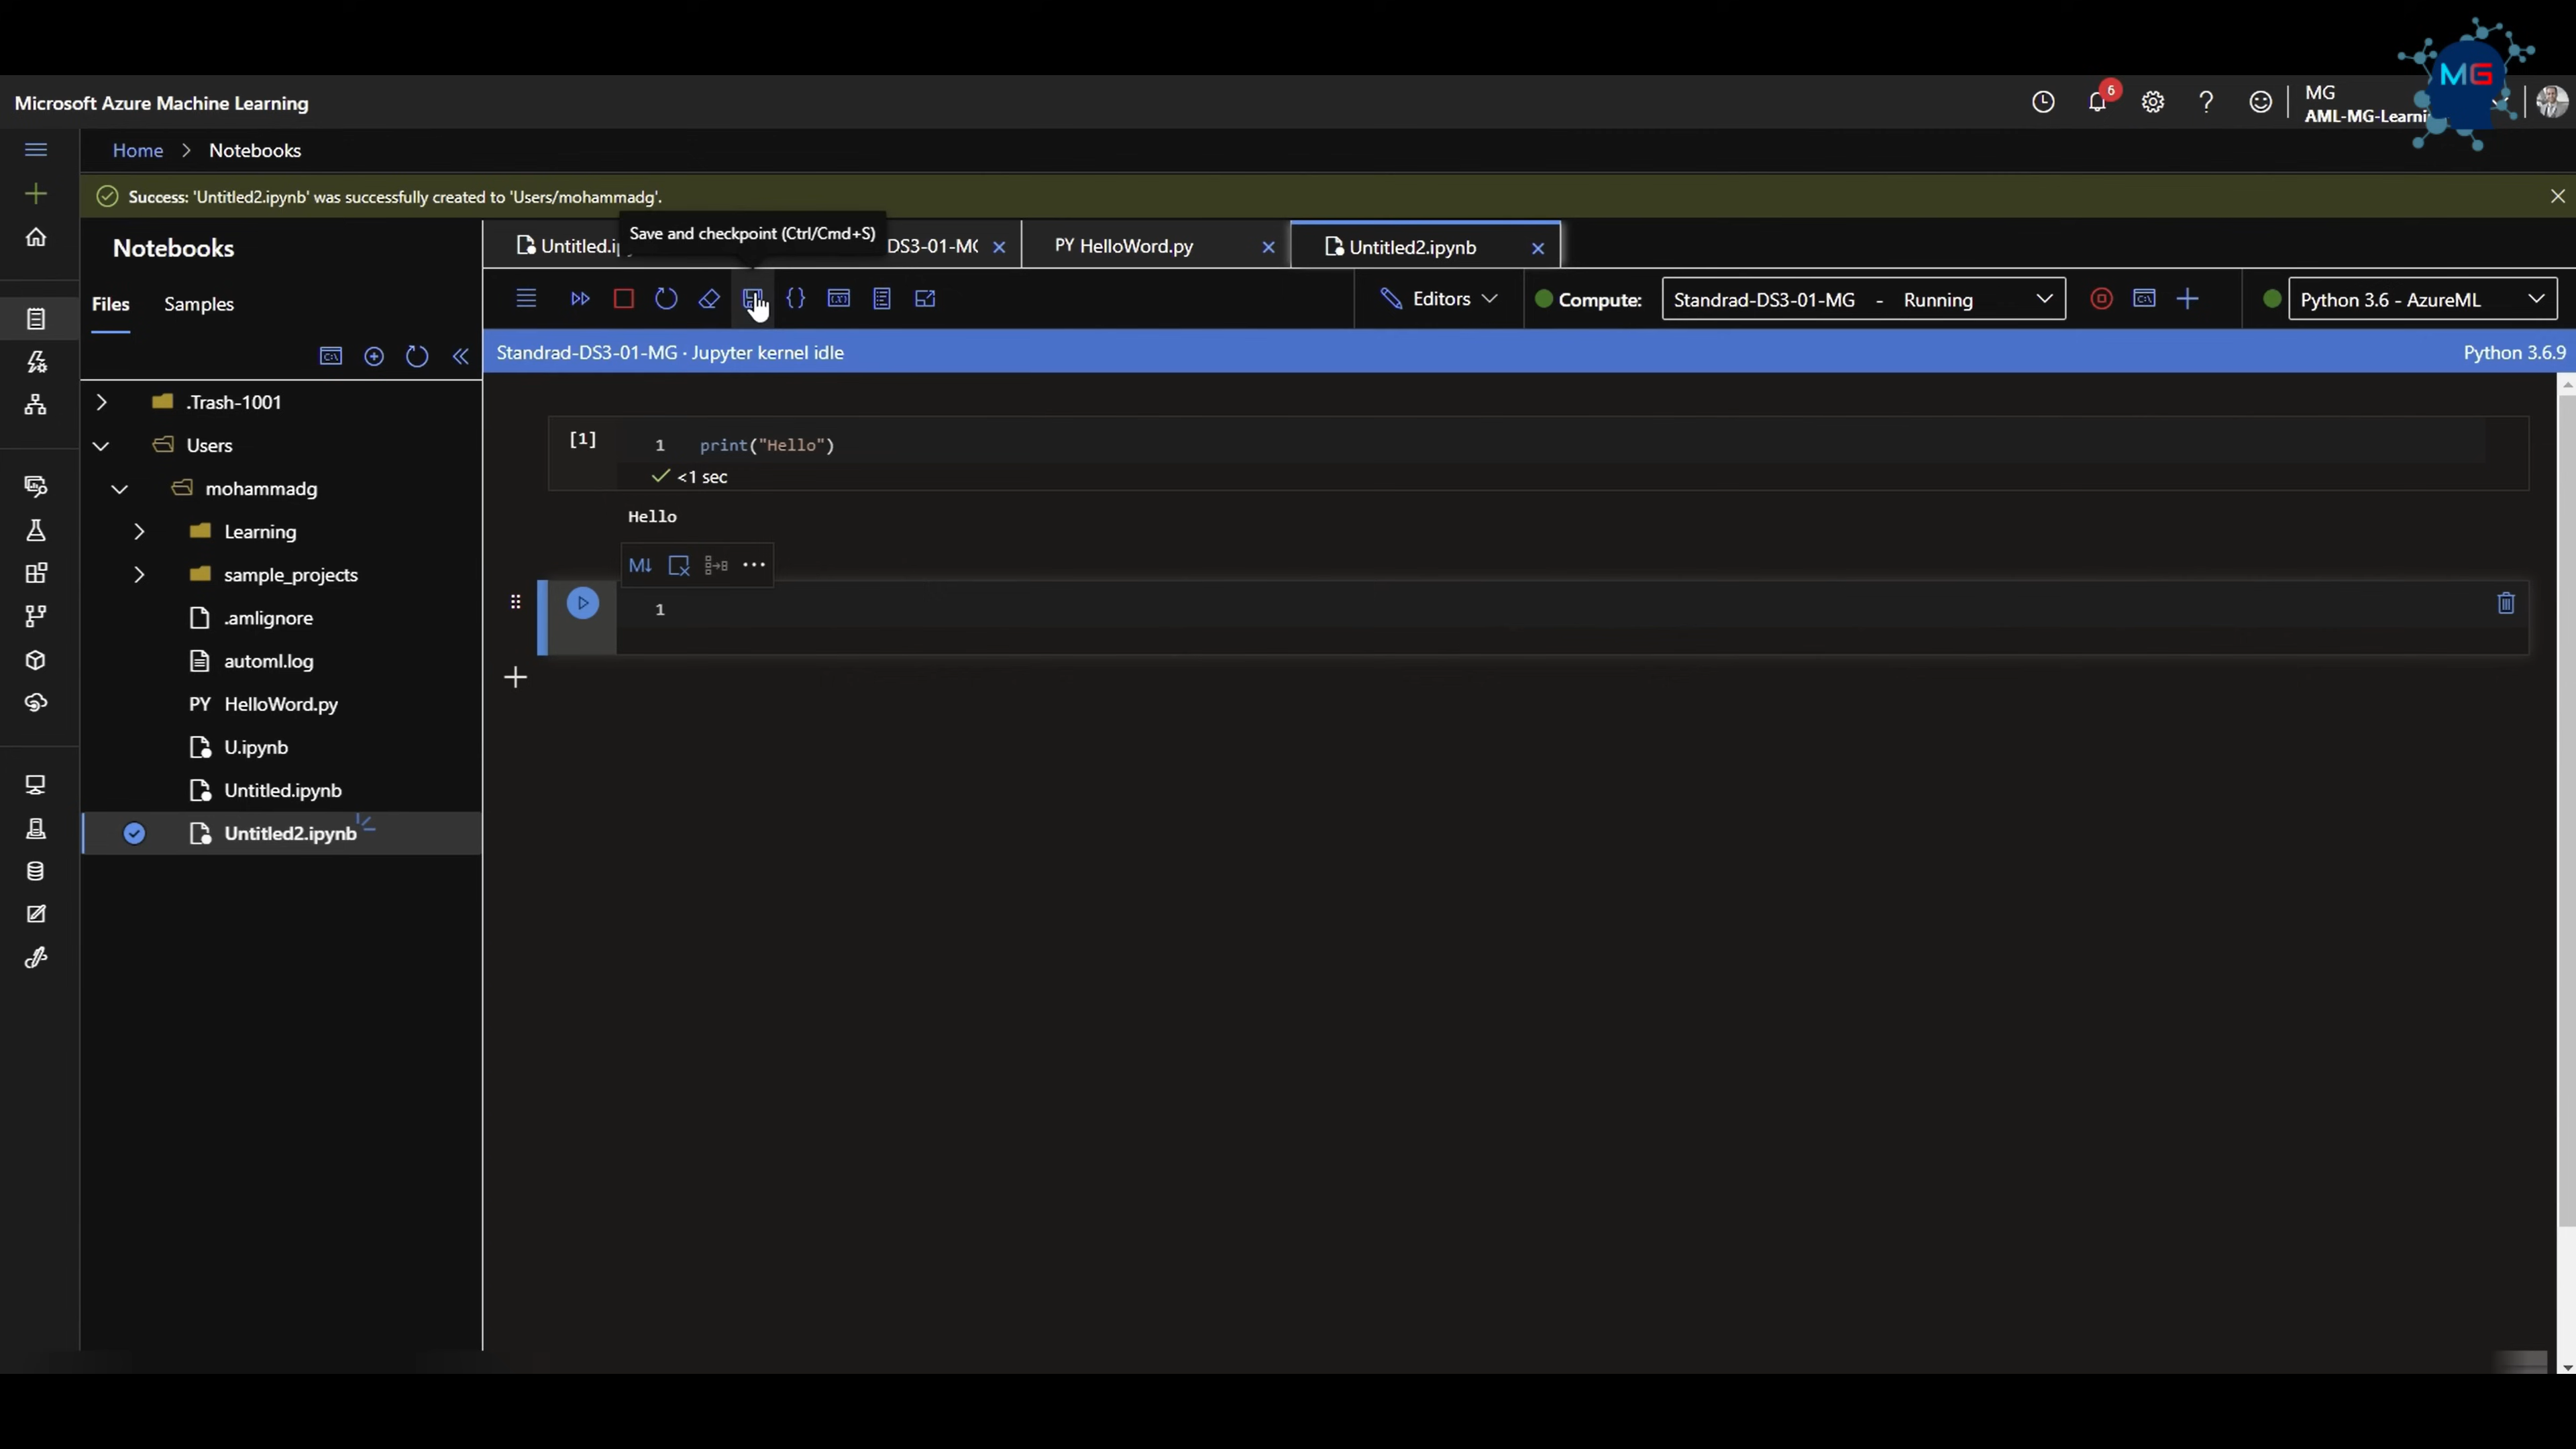 MG
Microsoft Azure Machine Learning
6
MG
AML-MG-Learni
Home > Notebooks
Success: 'Untitled2.ipynb' was successfully created to 'Users/mohammadg'.
Notebooks
Save and checkpoint (Ctrl/Cmd+S)
DS3-01-MG
PY HelloWord.py
Untitled2.ipynb
Files
Samples
Editors
Compute:
Standrad-DS3-01-MG - Running
Python 3.6 - AzureML
Standrad-DS3-01-MG · Jupyter kernel idle
Python 3.6.9
.Trash-1001
Users
mohammadg
Learning
sample_projects
.amlignore
automl.log
PY HelloWord.py
U.ipynb
Untitled.ipynb
Untitled2.ipynb
[1]
1 print("Hello")
<1 sec
Hello
M↓
1